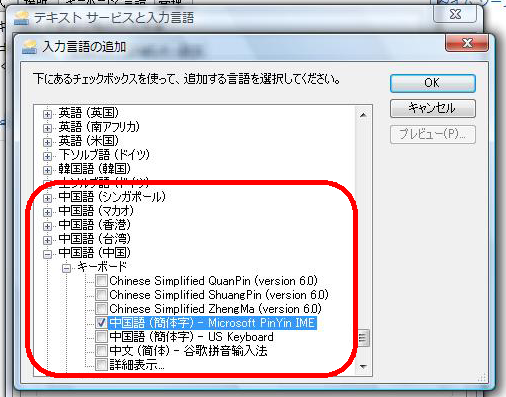 テキスト サービスと入力言語
入力言語の追加
下にあるチェックボックスを使って、追加する言語を選択してください。
OK
キャンセル
プレビュー(P)...
英語 (英国)
英語 (南アフリカ)
英語 (米国)
下ソルブ語 (ドイツ)
韓国語 (韓国)
上ソルブ語 (ドイツ)
中国語 (シンガポール)
中国語 (マカオ)
中国語 (香港)
中国語 (台湾)
中国語 (中国)
キーボード
Chinese Simplified QuanPin (version 6.0)
Chinese Simplified ShuangPin (version 6.0)
Chinese Simplified ZhengMa (version 6.0)
中国語 (簡体字) - Microsoft PinYin IME
中国語 (簡体字) - US Keyboard
中文 (简体) - 谷歌拼音输入法
詳細表示...